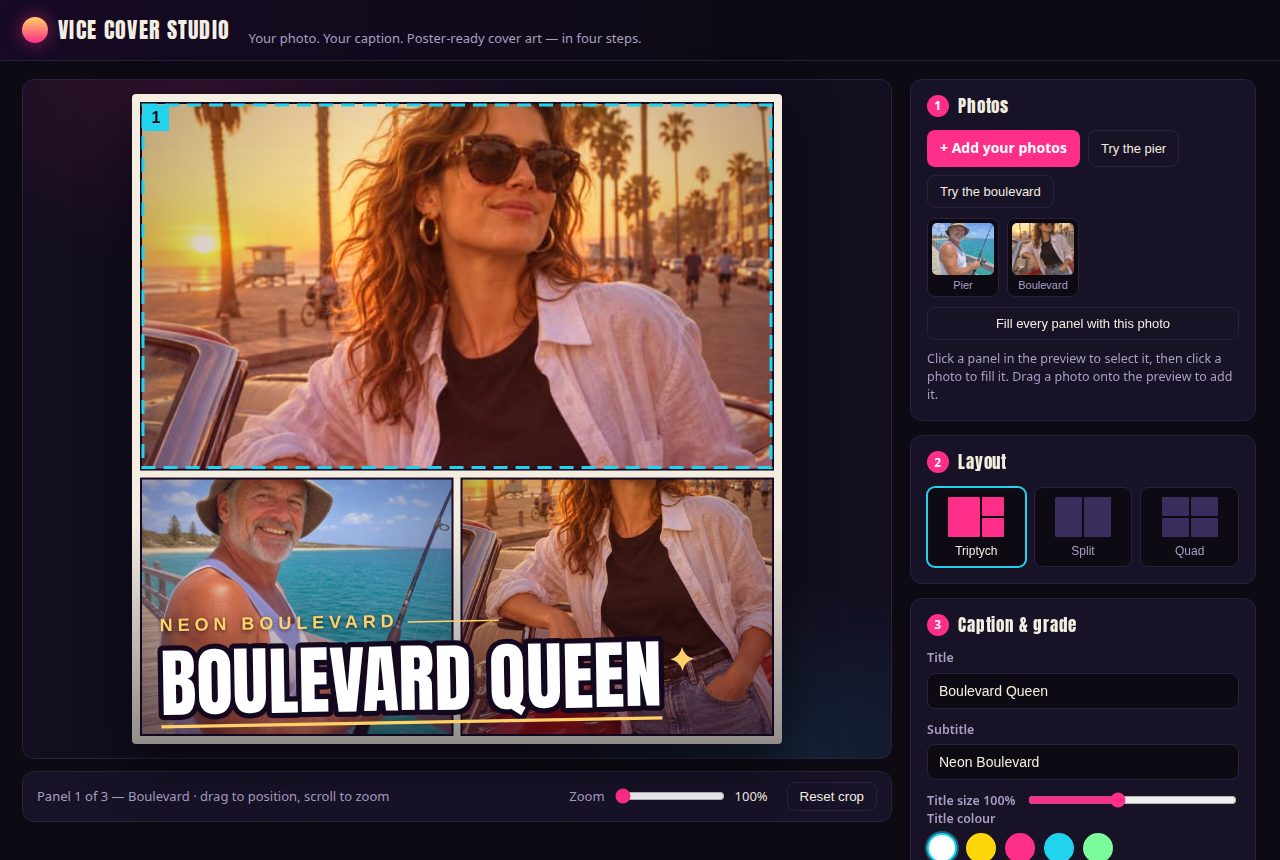 VICE COVER STUDIO
Your photo. Your caption. Poster-ready cover art — in four steps.
1
NEON BOULEVARD
BOULEVARD QUEEN
Panel 1 of 3 — Boulevard · drag to position, scroll to zoom
Zoom
100%
Reset crop
1 Photos
+ Add your photos
Try the pier
Try the boulevard
Pier
Boulevard
Fill every panel with this photo
Click a panel in the preview to select it, then click a
photo to fill it. Drag a photo onto the preview to add
it.
2 Layout
Triptych
Split
Quad
3 Caption & grade
Title
Boulevard Queen
Subtitle
Neon Boulevard
Title size 100%
Title colour